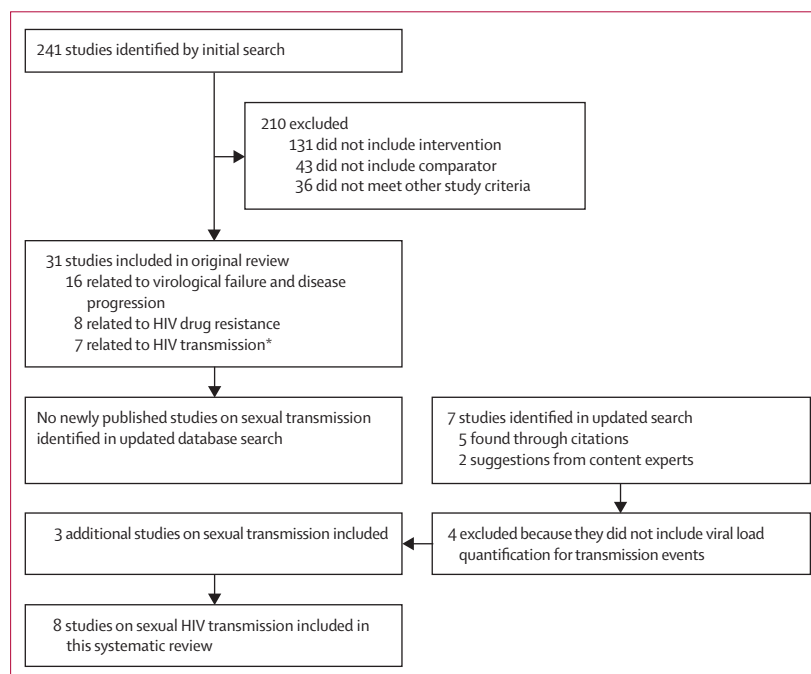 241 studies identified by initial search
210 excluded
131 did not include intervention
43 did not include comparator
36 did not meet other study criteria
31 studies included in original review
16 related to virological failure and disease
progression
8 related to HIV drug resistance
7 related to HIV transmission*
No newly published studies on sexual transmission
identified in updated database search
7 studies identified in updated search
5 found through citations
2 suggestions from content experts
3 additional studies on sexual transmission included
4 excluded because they did not include viral load
quantification for transmission events
8 studies on sexual HIV transmission included in
this systematic review